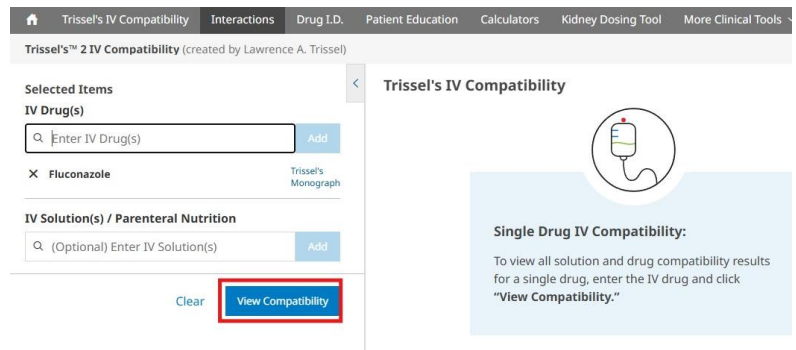 Trissel's IV Compatibility Interactions Drug I.D. Patient Education Calculators Kidney Dosing Tool More Clinical Tools
Trissel's™ 2 IV Compatibility (created by Lawrence A. Trissel)
Selected Items
IV Drug(s)
Enter IV Drug(s) Add
Fluconazole Trissel's
Monograph
IV Solution(s) / Parenteral Nutrition
(Optional) Enter IV Solution(s) Add
Clear View Compatibility
Trissel's IV Compatibility
Single Drug IV Compatibility:
To view all solution and drug compatibility results
for a single drug, enter the IV drug and click
“View Compatibility.”